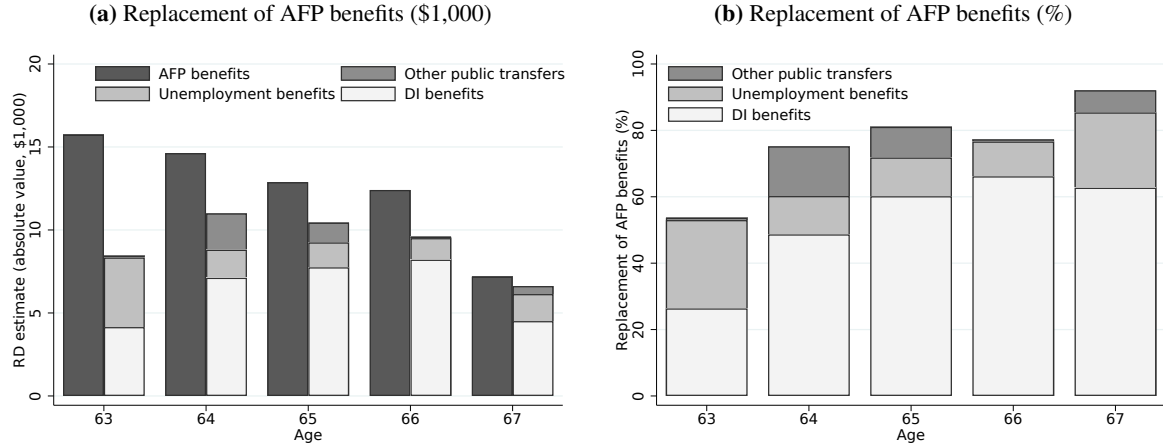 (a) Replacement of AFP benefits ($1,000)
RD estimate (absolute value, $1,000)
20
15
10
5
0
AFP benefits
Other public transfers
Unemployment benefits
DI benefits
63 64 65 66 67
Age
(b) Replacement of AFP benefits (%)
Replacement of AFP benefits (%)
100
80
60
40
20
0
Other public transfers
Unemployment benefits
DI benefits
63 64 65 66 67
Age